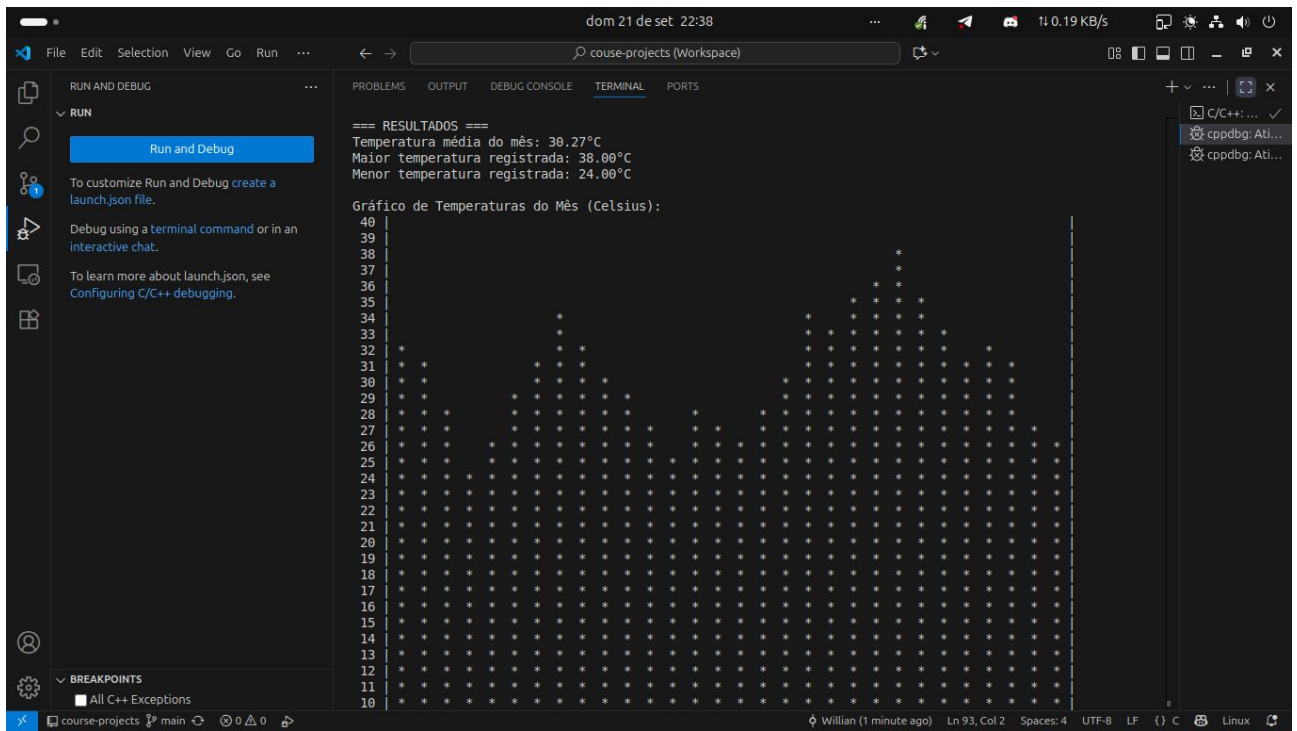 dom 21 de set 22:38 ... ↑↓ 0.19 KB/s
File Edit Selection View Go Run ... ← → couse-projects (Workspace)
RUN AND DEBUG ...
RUN
Run and Debug
To customize Run and Debug create a
launch.json file.
Debug using a terminal command or in an
interactive chat.
To learn more about launch.json, see
Configuring C/C++ debugging.
1
BREAKPOINTS
All C++ Exceptions
PROBLEMS OUTPUT DEBUG CONSOLE TERMINAL PORTS
=== RESULTADOS ===
Temperatura média do mês: 30.27°C
Maior temperatura registrada: 38.00°C
Menor temperatura registrada: 24.00°C
Gráfico de Temperaturas do Mês (Celsius):
40 | |
39 | |
38 | * |
37 | * |
36 | * * |
35 | * * * * |
34 | * * * * * * |
33 | * * * * * * * * |
32 | * * * * * * * * * * * |
31 | * * * * * * * * * * * * * * |
30 | * * * * * * * * * * * * * * * * |
29 | * * * * * * * * * * * * * * * * * * |
28 | * * * * * * * * * * * * * * * * * * * * * |
27 | * * * * * * * * * * * * * * * * * * * * * * * * |
26 | * * * * * * * * * * * * * * * * * * * * * * * * * * * * |
25 | * * * * * * * * * * * * * * * * * * * * * * * * * * * * * |
24 | * * * * * * * * * * * * * * * * * * * * * * * * * * * * * * |
23 | * * * * * * * * * * * * * * * * * * * * * * * * * * * * * * |
22 | * * * * * * * * * * * * * * * * * * * * * * * * * * * * * * |
21 | * * * * * * * * * * * * * * * * * * * * * * * * * * * * * * |
20 | * * * * * * * * * * * * * * * * * * * * * * * * * * * * * * |
19 | * * * * * * * * * * * * * * * * * * * * * * * * * * * * * * |
18 | * * * * * * * * * * * * * * * * * * * * * * * * * * * * * * |
17 | * * * * * * * * * * * * * * * * * * * * * * * * * * * * * * |
16 | * * * * * * * * * * * * * * * * * * * * * * * * * * * * * * |
15 | * * * * * * * * * * * * * * * * * * * * * * * * * * * * * * |
14 | * * * * * * * * * * * * * * * * * * * * * * * * * * * * * * |
13 | * * * * * * * * * * * * * * * * * * * * * * * * * * * * * * |
12 | * * * * * * * * * * * * * * * * * * * * * * * * * * * * * * |
11 | * * * * * * * * * * * * * * * * * * * * * * * * * * * * * * |
10 | * * * * * * * * * * * * * * * * * * * * * * * * * * * * * * |
C/C++: ...
cppdbg: Ati...
cppdbg: Ati...
course-projects main 0 0 Willian (1 minute ago) Ln 93, Col 2 Spaces: 4 UTF-8 LF {} C Linux